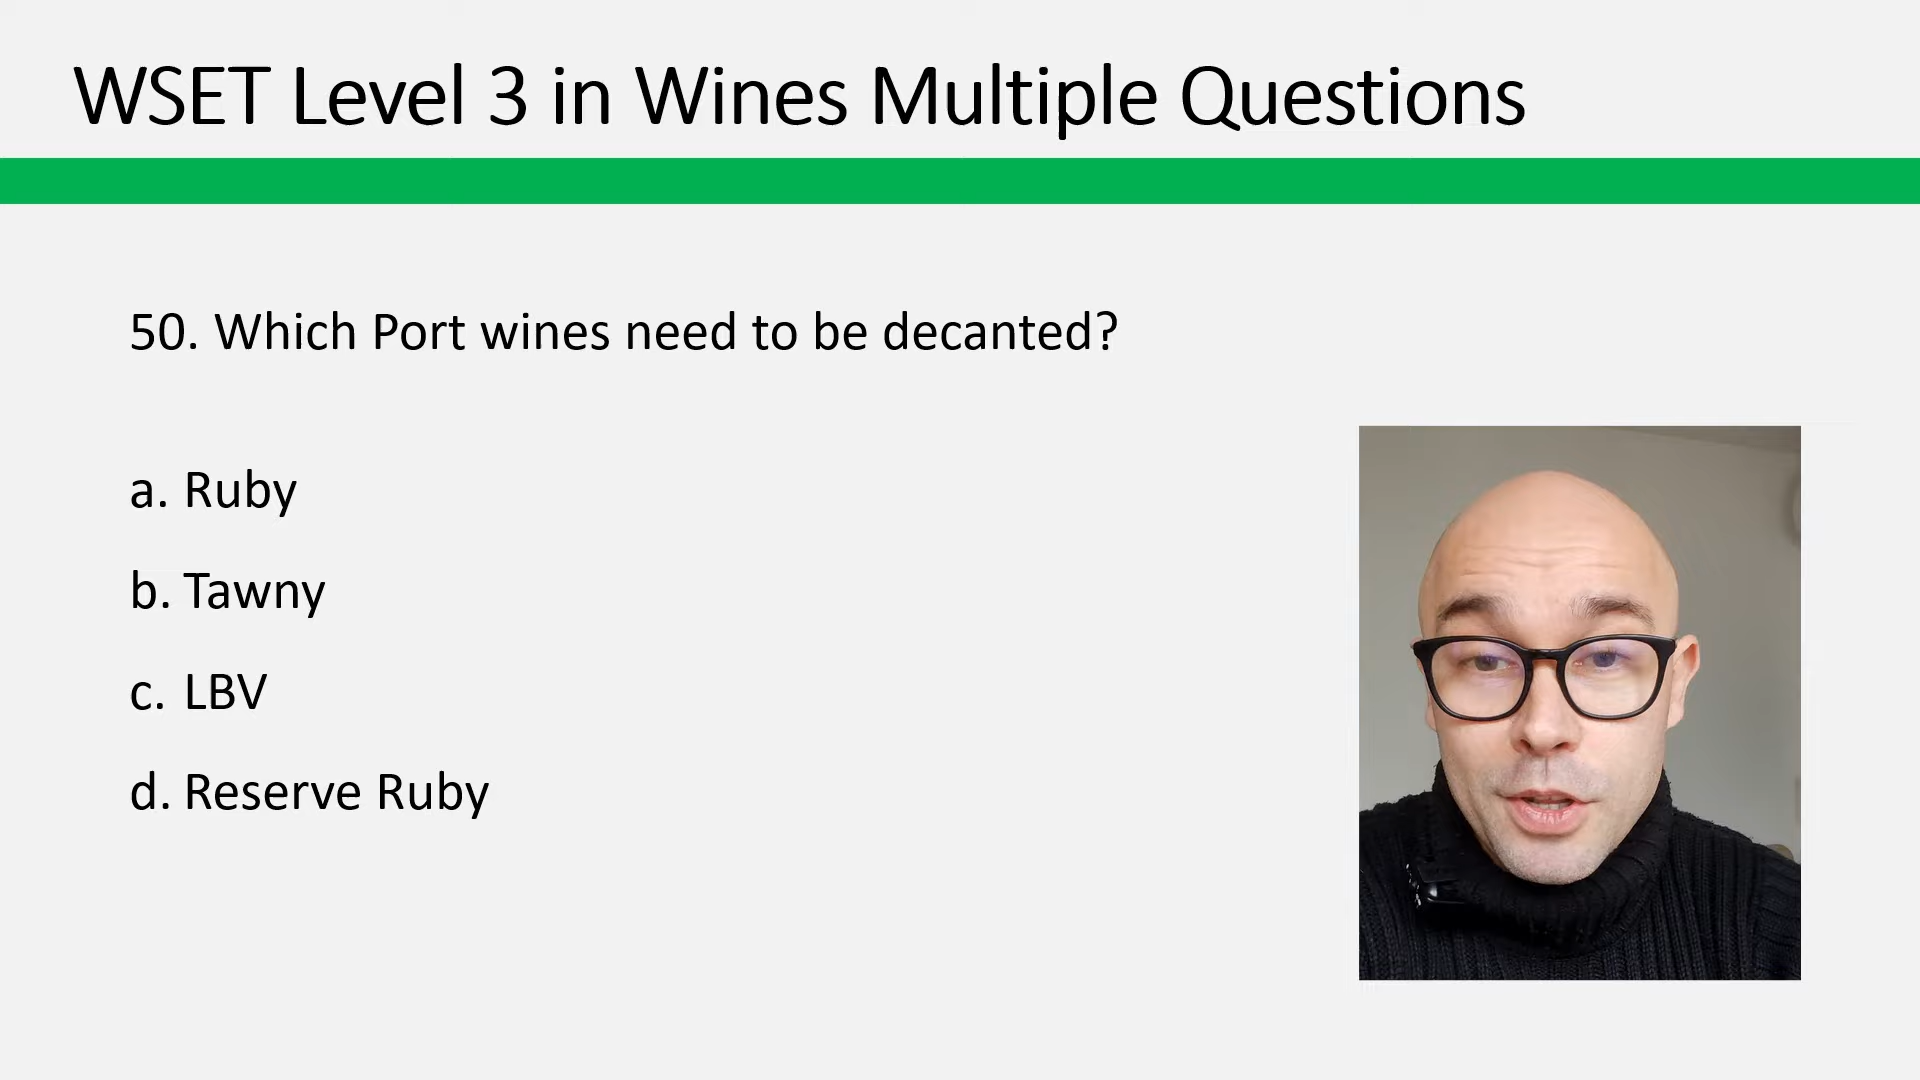 WSET Level 3 in Wines Multiple Questions
50. Which Port wines need to be decanted?
a. Ruby
b. Tawny
c. LBV
d. Reserve Ruby